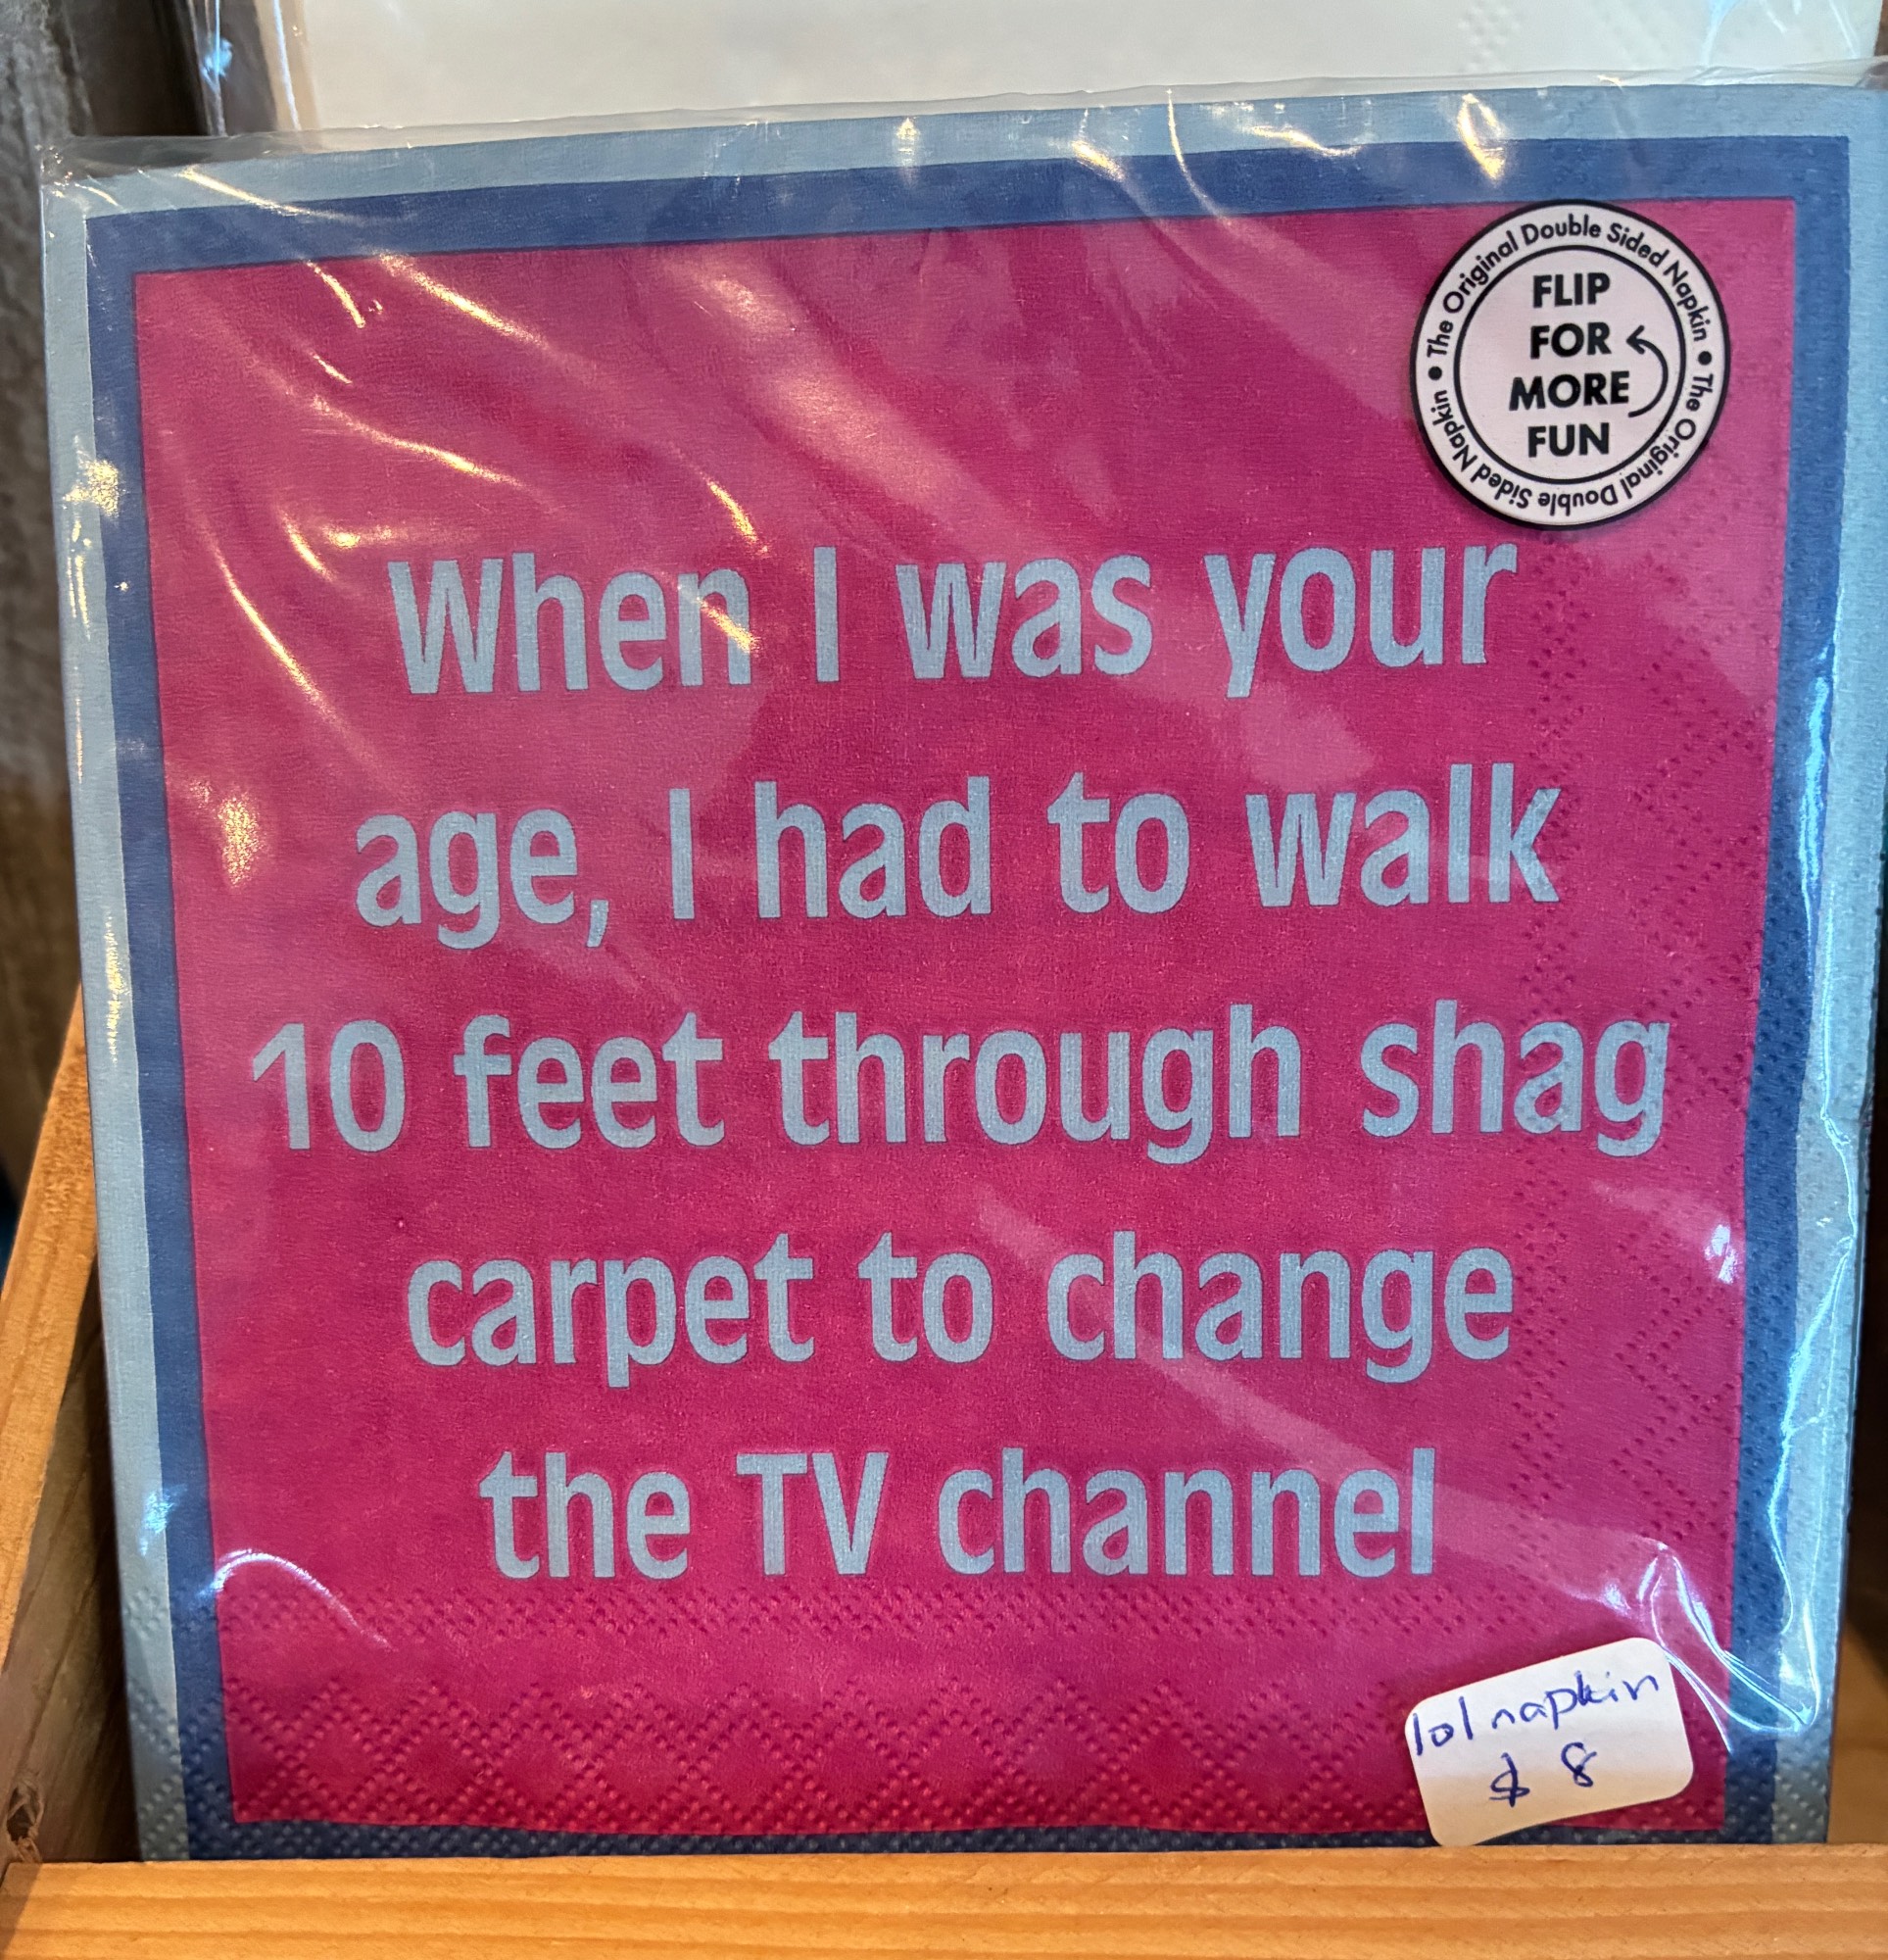 The Original Double Sided Napkin • The Original Double Sided Napkin •
FLIP
FOR
MORE
FUN
When I was your
age, I had to walk
10 feet through shag
carpet to change
the TV channel
lol napkin
$ 8